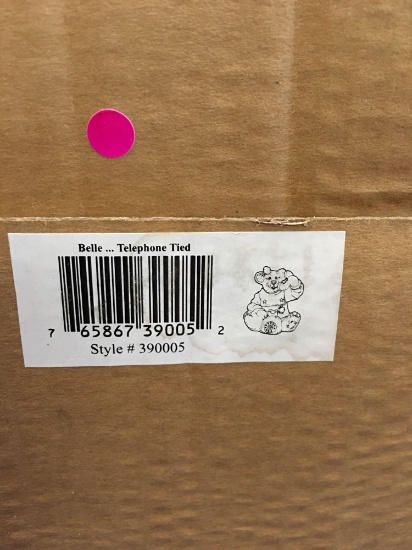 Belle ... Telephone Tied
7 65867 39005 2
Style # 390005